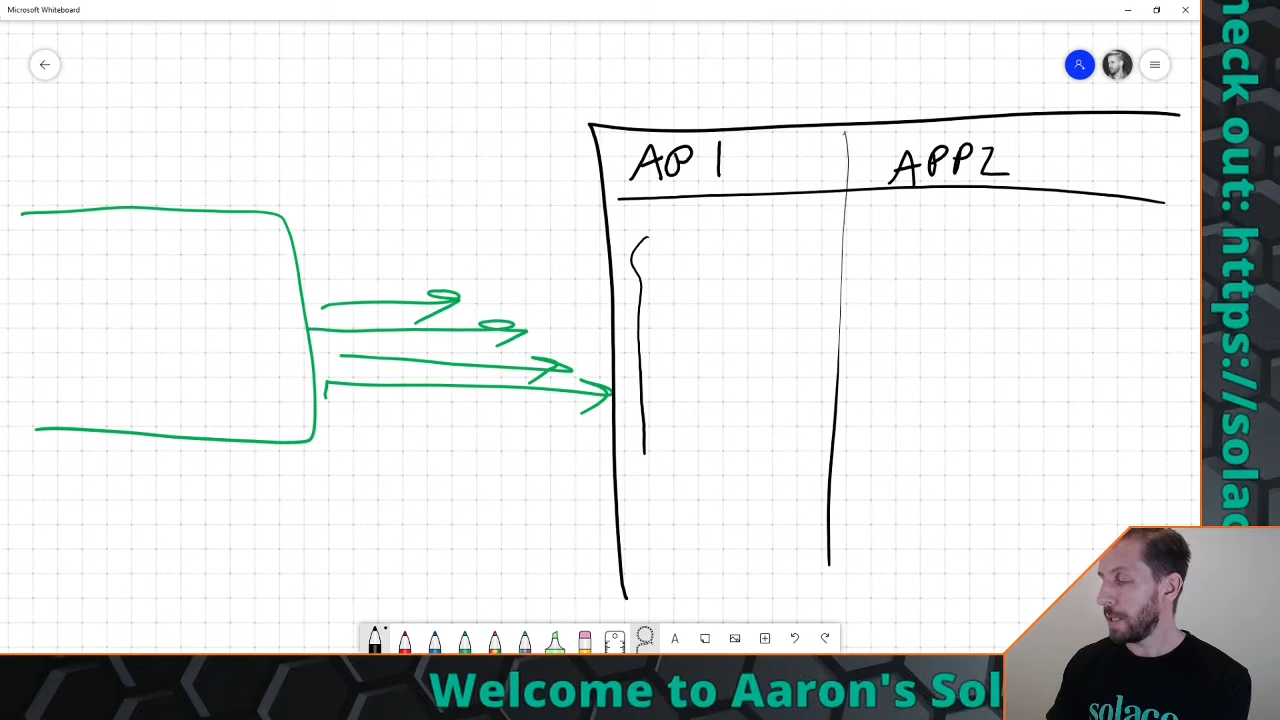 Microsoft Whiteboard
AP 1
APP2
A
Welcome to Aaron's Sol
heck out: https://solac
solace